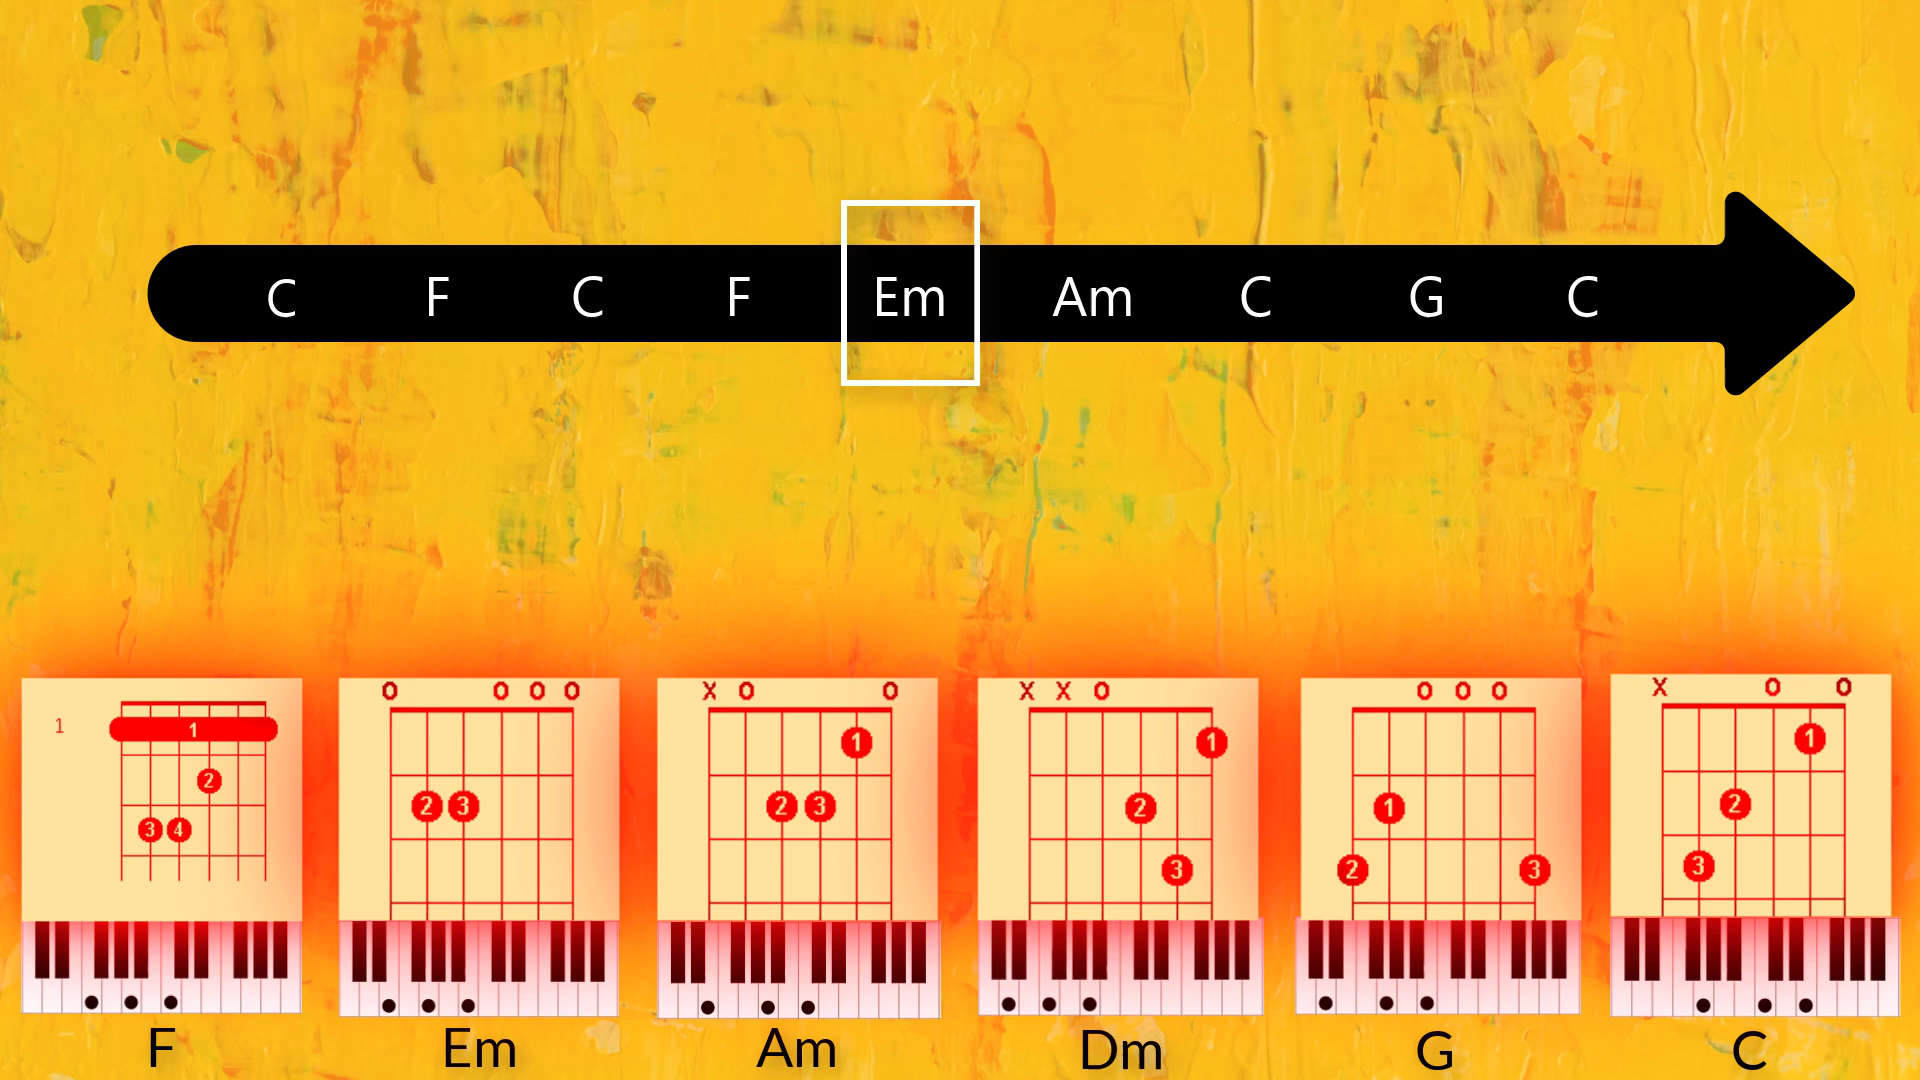 C F C F Em Am C G C
O O O O X O O X X O O O O X O O
1 1 1 1 1 1
2 2 3 2 3 2 2 2
3 4 3 3 3
F Em Am Dm G C